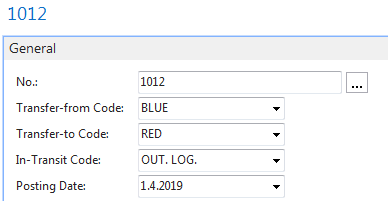 1012
General
No.: 1012 ...
Transfer-from Code: BLUE
Transfer-to Code: RED
In-Transit Code: OUT. LOG.
Posting Date: 1.4.2019